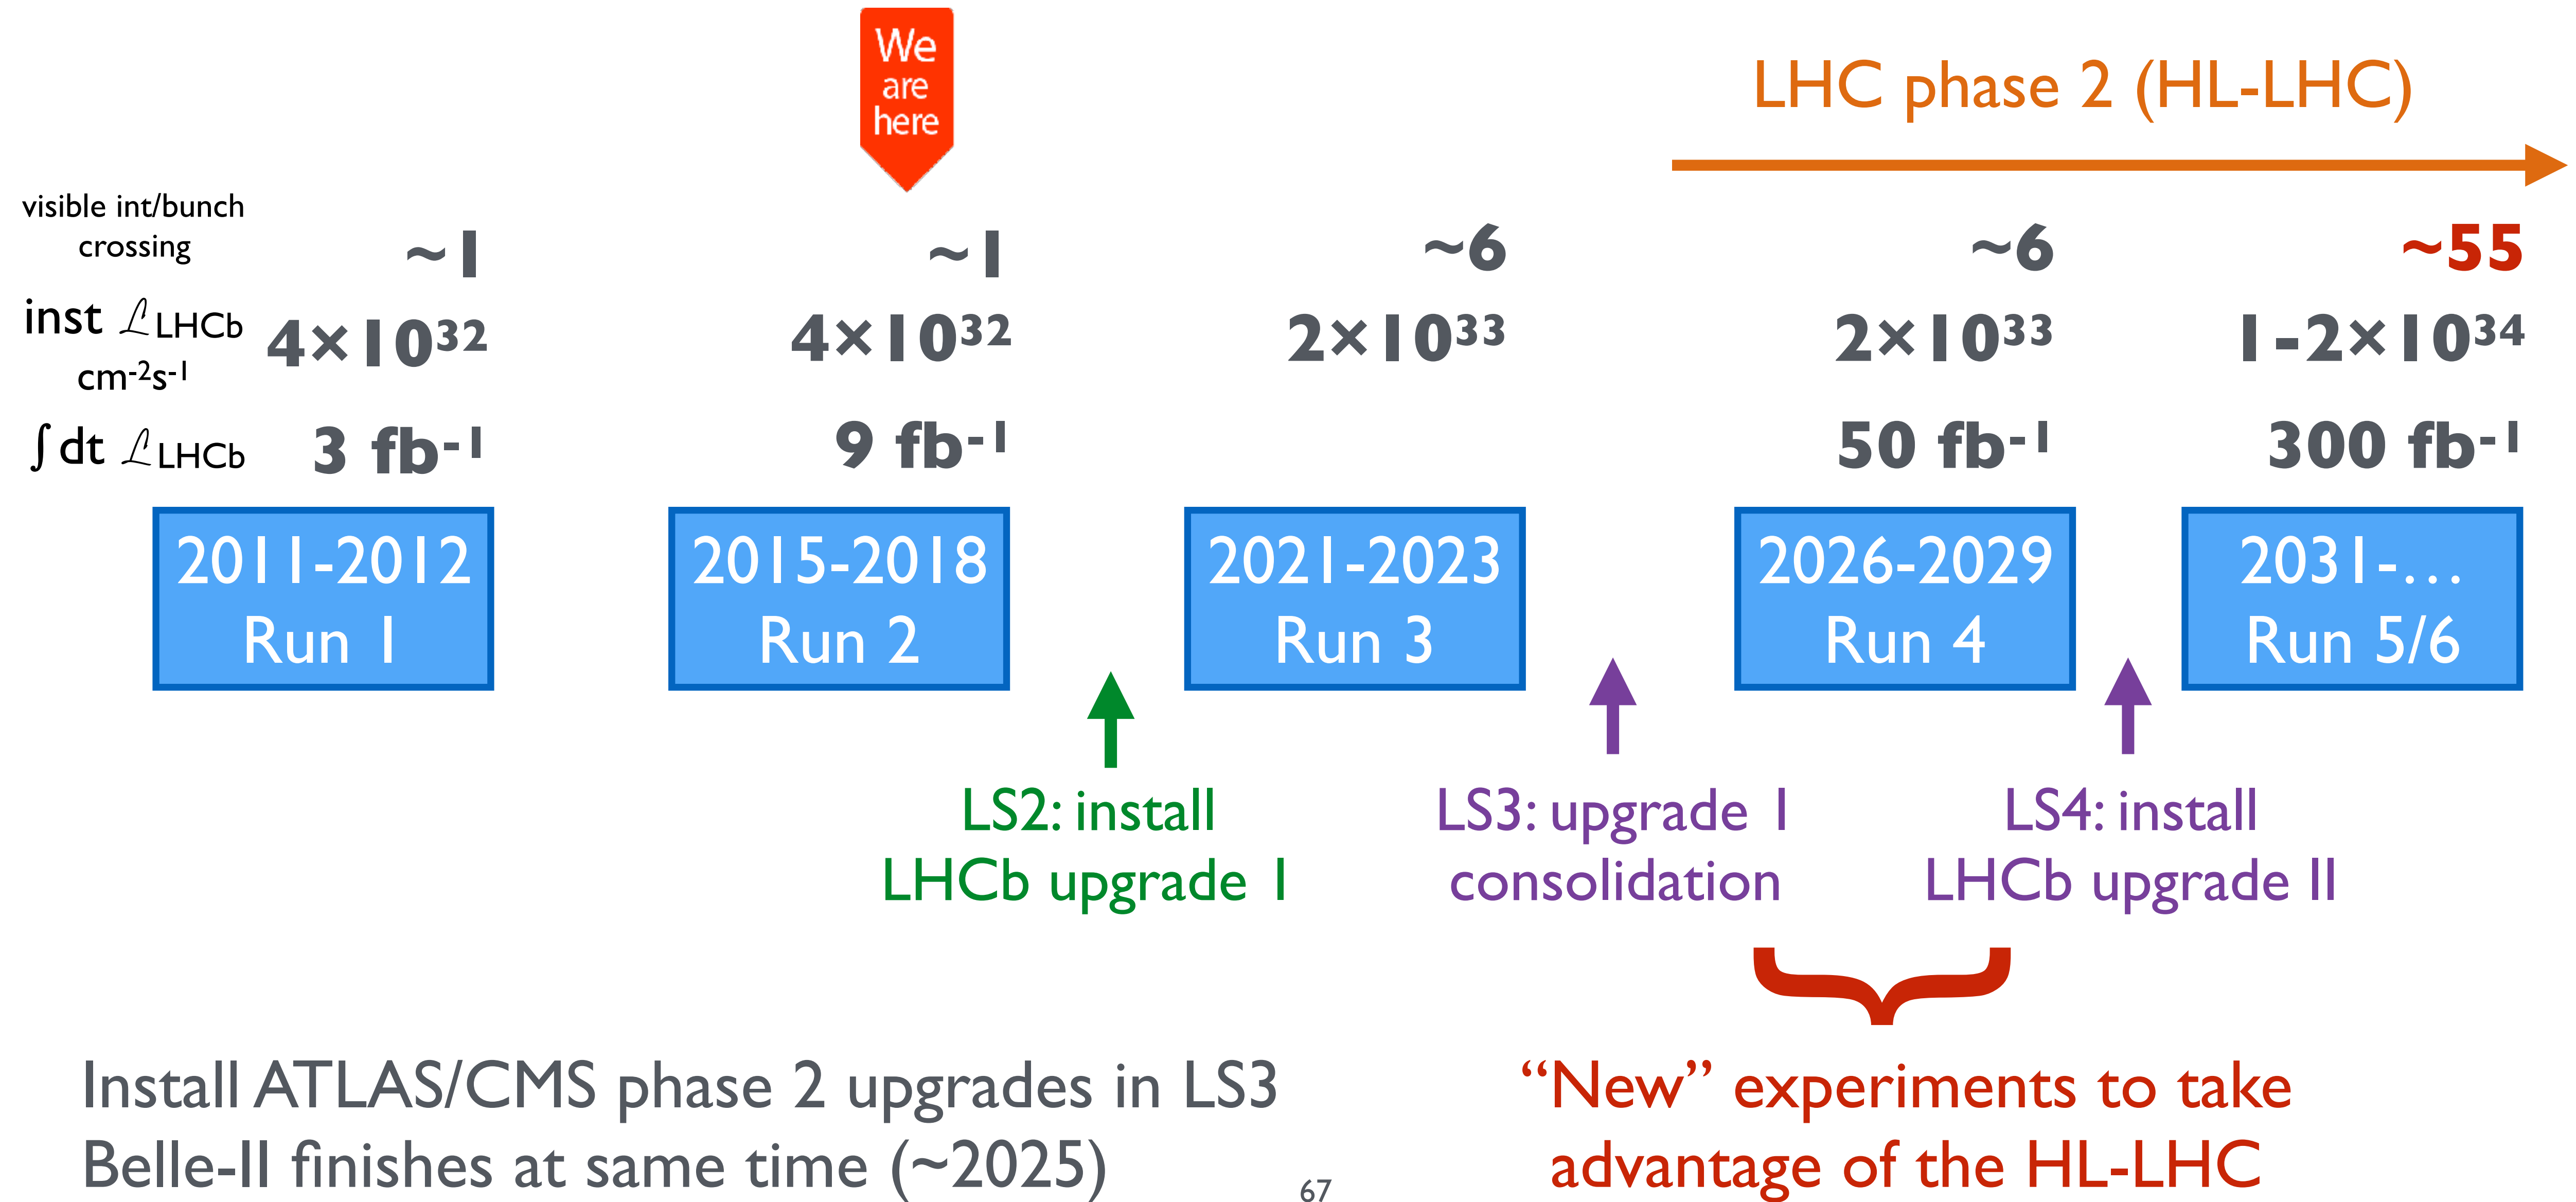 We
are
here
LHC phase 2 (HL-LHC)
visible int/bunch
crossing
~1 ~1 ~6 ~6 ~55
inst ℒ LHCb
cm-2s-1
4×10³² 4×10³² 2×10³³ 2×10³³ 1-2×10³⁴
∫dt ℒ LHCb 3 fb-1 9 fb-1 50 fb-1 300 fb-1
2011-2012 2015-2018 2021-2023 2026-2029 2031-…
Run 1 Run 2 Run 3 Run 4 Run 5/6
LS2: install
LHCb upgrade 1
LS3: upgrade 1
consolidation
LS4: install
LHCb upgrade II
Install ATLAS/CMS phase 2 upgrades in LS3
Belle-II finishes at same time (~2025)
“New” experiments to take
advantage of the HL-LHC
67